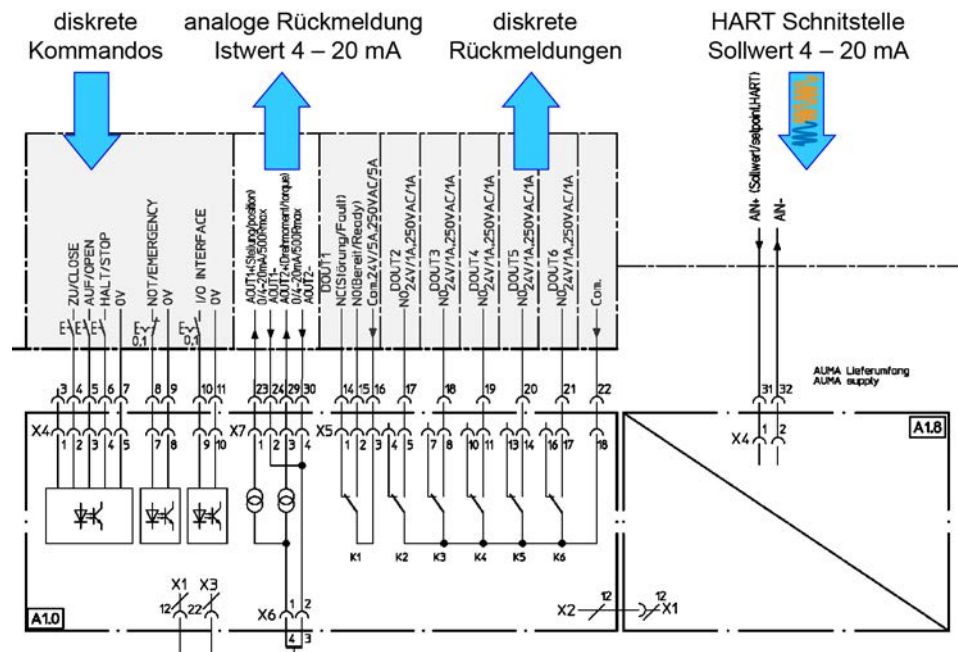 diskrete
Kommandos
analoge Rückmeldung
Istwert 4 – 20 mA
diskrete
Rückmeldungen
HART Schnitstelle
Sollwert 4 – 20 mA
ZU/CLOSE
AUF/OPEN
HALT/STOP
0V
NOT/EMERGENCY
0V
I/O INTERFACE
0V
AOUT1+(Stellung/position)
0/4-20mA/500Rmax
AOUT1-
AOUT2+(Drehmoment/torque)
0/4-20mA/500Rmax
AOUT2-
DOUT1
NC(Störung/Fault)
NO(Bereit/Ready)
Com.24V/5A,250VAC/5A
DOUT2
NO24V/1A,250VAC/1A
DOUT3
NO24V/1A,250VAC/1A
DOUT4
NO24V/1A,250VAC/1A
DOUT5
NO24V/1A,250VAC/1A
DOUT6
NO24V/1A,250VAC/1A
Com.
AIN+ (Sollwert/setpoint,HART)
AIN-
E
E
E
E
0,1
E
0,1
AUMA Lieferumfang
AUMA supply
3 4 5 6 7 8 9 10 11 23 24 29 30 14 15 16 17 18 19 20 21 22 31 32
X4 1 2 3 4 5 7 8 9 10 X7 1 2 3 4 X5 1 2 3 4 5 7 8 10 11 13 14 16 17 18
X4 1 2
A1.8
K1 K2 K3 K4 K5 K6
X1 X3
12 22
X6 1 2
4 3
X2 12 12 X1
A1.0